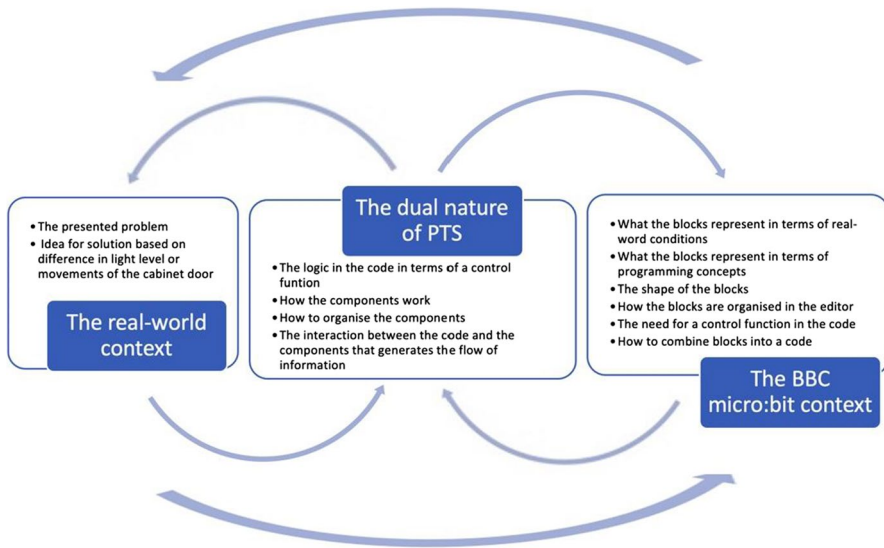 • The presented problem
• Idea for solution based on
difference in light level or
movements of the cabinet door
The real-world
context
The dual nature
of PTS
• The logic in the code in terms of a control
funtion
• How the components work
• How to organise the components
• The interaction between the code and the
components that generates the flow of
information
• What the blocks represent in terms of real-
word conditions
• What the blocks represent in terms of
programming concepts
• The shape of the blocks
• How the blocks are organised in the editor
• The need for a control function in the code
• How to combine blocks into a code
The BBC
micro:bit context